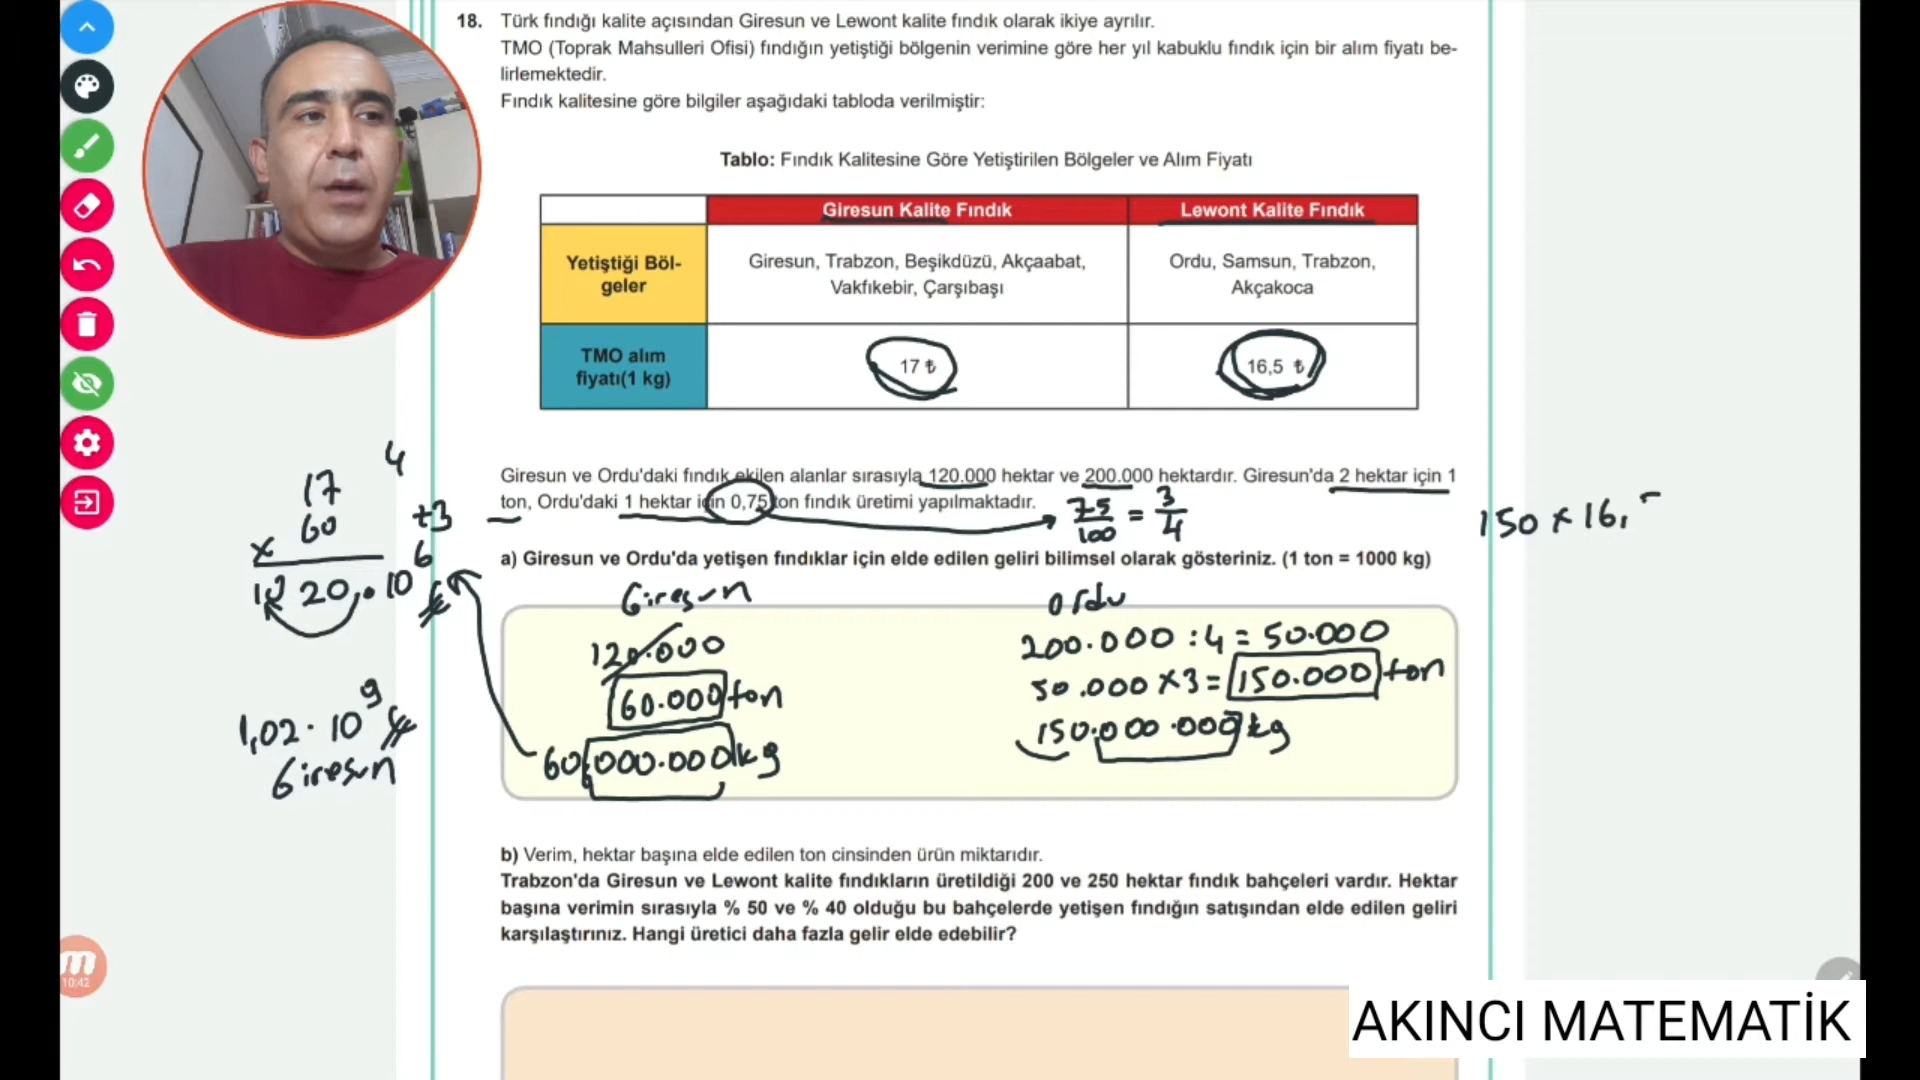 18. Türk fındığı kalite açısından Giresun ve Lewont kalite fındık olarak ikiye ayrılır.
TMO (Toprak Mahsulleri Ofisi) fındığın yetiştiği bölgenin verimine göre her yıl kabuklu fındık için bir alım fiyatı be-
lirlemektedir.
Fındık kalitesine göre bilgiler aşağıdaki tabloda verilmiştir:
Tablo: Fındık Kalitesine Göre Yetiştirilen Bölgeler ve Alım Fiyatı
Giresun Kalite Fındık
Lewont Kalite Fındık
Yetiştiği Böl-
geler
Giresun, Trabzon, Beşikdüzü, Akçaabat,
Vakfıkebir, Çarşıbaşı
Ordu, Samsun, Trabzon,
Akçakoca
TMO alım
fiyatı(1 kg)
17 ₺
16,5 ₺
Giresun ve Ordu'daki fındık ekilen alanlar sırasıyla 120.000 hektar ve 200.000 hektardır. Giresun'da 2 hektar için 1
ton, Ordu'daki 1 hektar için 0,75 ton fındık üretimi yapılmaktadır.
75/100 = 3/4
4
17
60
x
+3
6
1020.10 ₺
1,02.10⁹ ₺
Giresun
150 x 16,
a) Giresun ve Ordu'da yetişen fındıklar için elde edilen geliri bilimsel olarak gösteriniz. (1 ton = 1000 kg)
Giresun
120.000
60.000 ton
60.000.000 kg
Ordu
200.000 : 4 = 50.000
50.000 x 3 = 150.000 ton
150.000.000 kg
b) Verim, hektar başına elde edilen ton cinsinden ürün miktarıdır.
Trabzon'da Giresun ve Lewont kalite fındıkların üretildiği 200 ve 250 hektar fındık bahçeleri vardır. Hektar
başına verimin sırasıyla % 50 ve % 40 olduğu bu bahçelerde yetişen fındığın satışından elde edilen geliri
karşılaştırınız. Hangi üretici daha fazla gelir elde edebilir?
m
10:42
AKINCI MATEMATİK